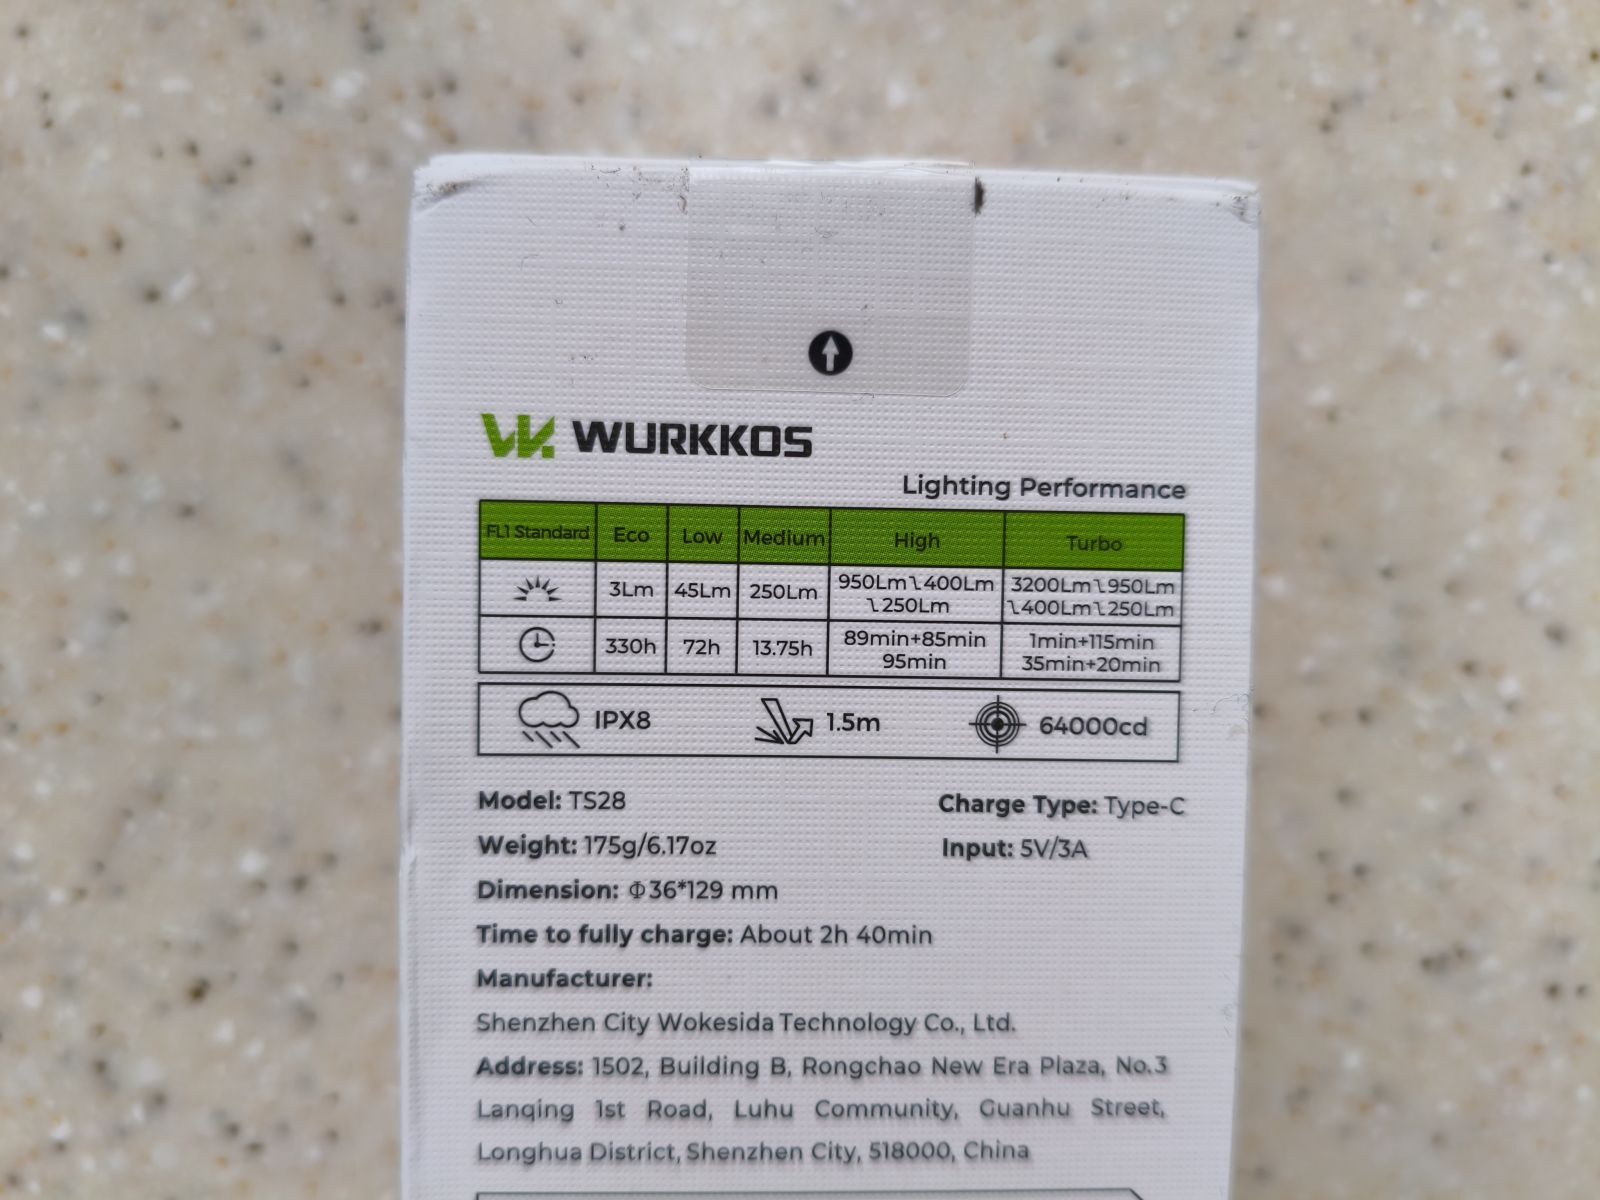 WURKKOS
Lighting Performance
FL1 Standard Eco Low Medium High Turbo
3Lm 45Lm 250Lm 950Lm⤵400Lm 3200Lm⤵950Lm
⤵250Lm ⤵400Lm⤵250Lm
330h 72h 13.75h 89min+85min 1min+115min
95min 35min+20min
IPX8 1.5m 64000cd
Model: TS28 Charge Type: Type-C
Weight: 175g/6.17oz Input: 5V/3A
Dimension: Φ36*129 mm
Time to fully charge: About 2h 40min
Manufacturer:
Shenzhen City Wokesida Technology Co., Ltd.
Address: 1502, Building B, Rongchao New Era Plaza, No.3
Lanqing 1st Road, Luhu Community, Guanhu Street,
Longhua District, Shenzhen City, 518000, China